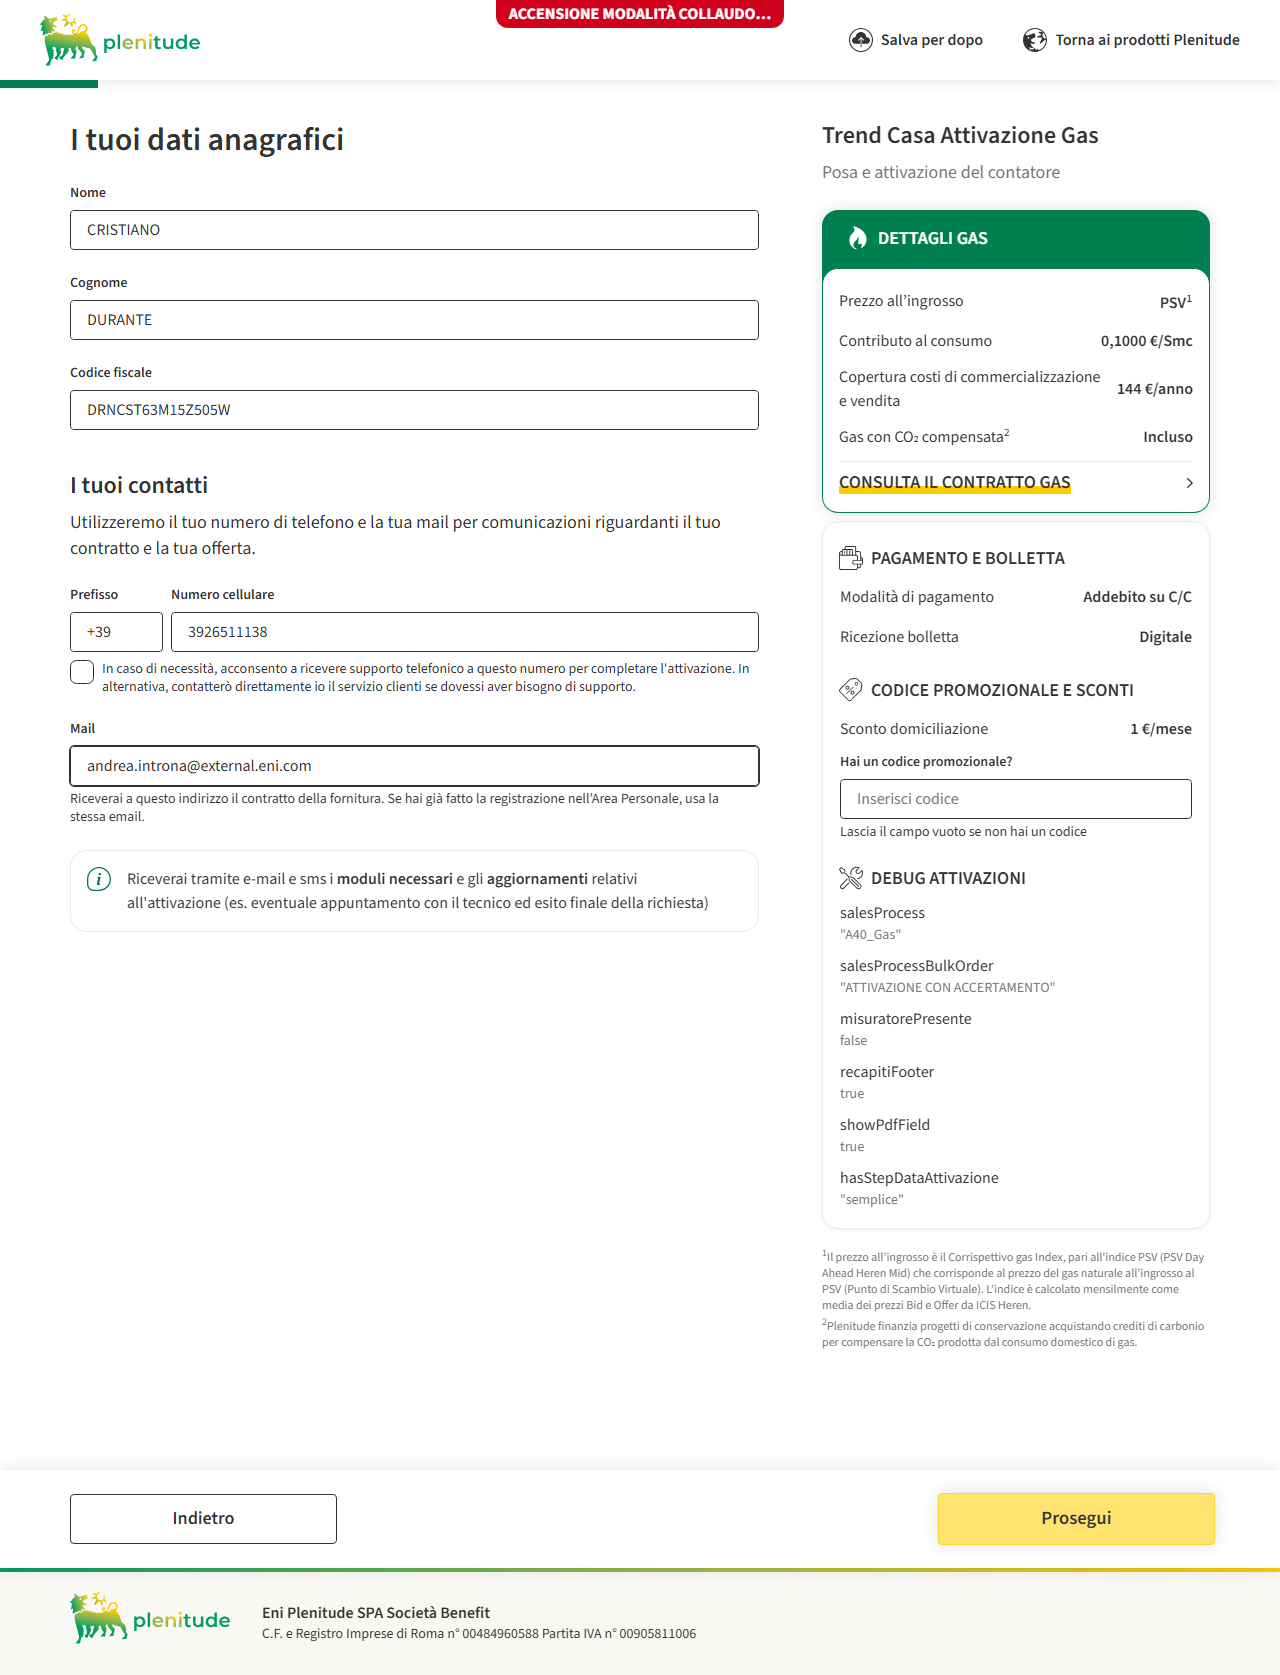 ACCENSIONE MODALITÀ COLLAUDO...
plenitude
Salva per dopo
Torna ai prodotti Plenitude
I tuoi dati anagrafici
Nome
CRISTIANO
Cognome
DURANTE
Codice fiscale
DRNCST63M15Z505W
I tuoi contatti
Utilizzeremo il tuo numero di telefono e la tua mail per comunicazioni riguardanti il tuo
contratto e la tua offerta.
Prefisso
Numero cellulare
+39
3926511138
In caso di necessità, acconsento a ricevere supporto telefonico a questo numero per completare l'attivazione. In
alternativa, contatterò direttamente io il servizio clienti se dovessi aver bisogno di supporto.
Mail
andrea.introna@external.eni.com
Riceverai a questo indirizzo il contratto della fornitura. Se hai già fatto la registrazione nell'Area Personale, usa la
stessa email.
Riceverai tramite e-mail e sms i moduli necessari e gli aggiornamenti relativi
all'attivazione (es. eventuale appuntamento con il tecnico ed esito finale della richiesta)
Trend Casa Attivazione Gas
Posa e attivazione del contatore
DETTAGLI GAS
Prezzo all'ingrosso PSV¹
Contributo al consumo 0,1000 €/Smc
Copertura costi di commercializzazione
e vendita
144 €/anno
Gas con CO₂ compensata² Incluso
CONSULTA IL CONTRATTO GAS
PAGAMENTO E BOLLETTA
Modalità di pagamento Addebito su C/C
Ricezione bolletta Digitale
CODICE PROMOZIONALE E SCONTI
Sconto domiciliazione 1 €/mese
Hai un codice promozionale?
Inserisci codice
Lascia il campo vuoto se non hai un codice
DEBUG ATTIVAZIONI
salesProcess
"A40_Gas"
salesProcessBulkOrder
"ATTIVAZIONE CON ACCERTAMENTO"
misuratorePresente
false
recapitiFooter
true
showPdfField
true
hasStepDataAttivazione
"semplice"
¹Il prezzo all'ingrosso è il Corrispettivo gas Index, pari all'indice PSV (PSV Day
Ahead Heren Mid) che corrisponde al prezzo del gas naturale all'ingrosso al
PSV (Punto di Scambio Virtuale). L'indice è calcolato mensilmente come
media dei prezzi Bid e Offer da ICIS Heren.
²Plenitude finanzia progetti di conservazione acquistando crediti di carbonio
per compensare la CO₂ prodotta dal consumo domestico di gas.
Indietro
Prosegui
plenitude
Eni Plenitude SPA Società Benefit
C.F. e Registro Imprese di Roma n° 00484960588 Partita IVA n° 00905811006